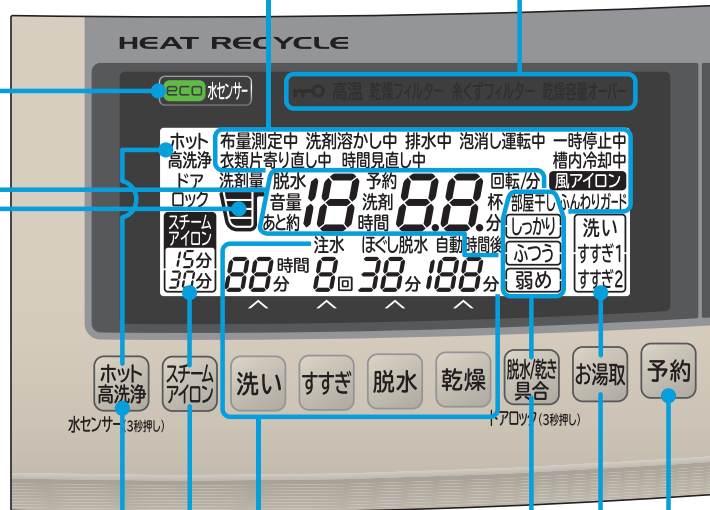 HEAT RECYCLE
eco 水センサー
高温 乾燥フィルター 糸くずフィルター 乾燥容量オーバー
ホット高洗浄
布量測定中 洗剤溶かし中 排水中 泡消し運転中 一時停止中
衣類片寄り直し中 時間見直し中 槽内冷却中
ドアロック
洗剤量 脱水 予約 回転/分 風アイロン
音量 18 洗剤 8.8. 杯 部屋干し ふんわりガード
あと約 時間 分
スチームアイロン
15分
30分
しっかり
ふつう
弱め
洗い
すすぎ1
すすぎ2
注水 ほぐし脱水 自動 時間後
88 時間 分 8回 38分 188分
ホット高洗浄
スチームアイロン
洗い
すすぎ
脱水
乾燥
脱水/乾き具合
お湯取
予約
水センサー(3秒押し)
ドアロック(3秒押し)